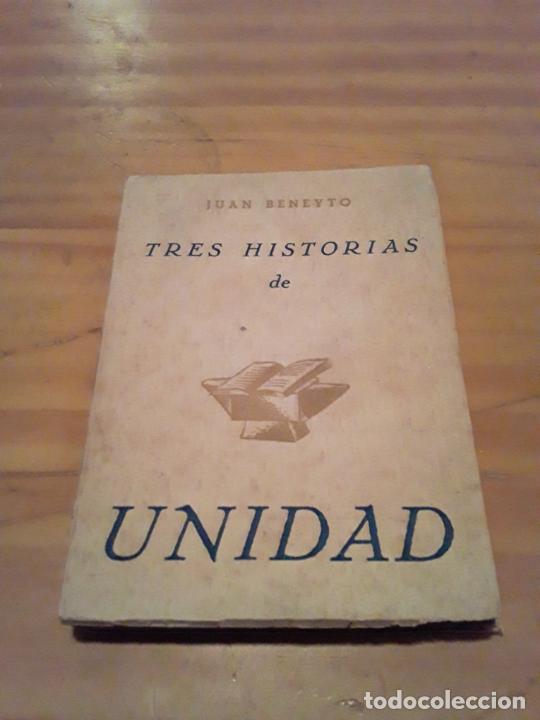 JUAN BENEYTO
TRES HISTORIAS
de
UNIDAD
todocoleccion